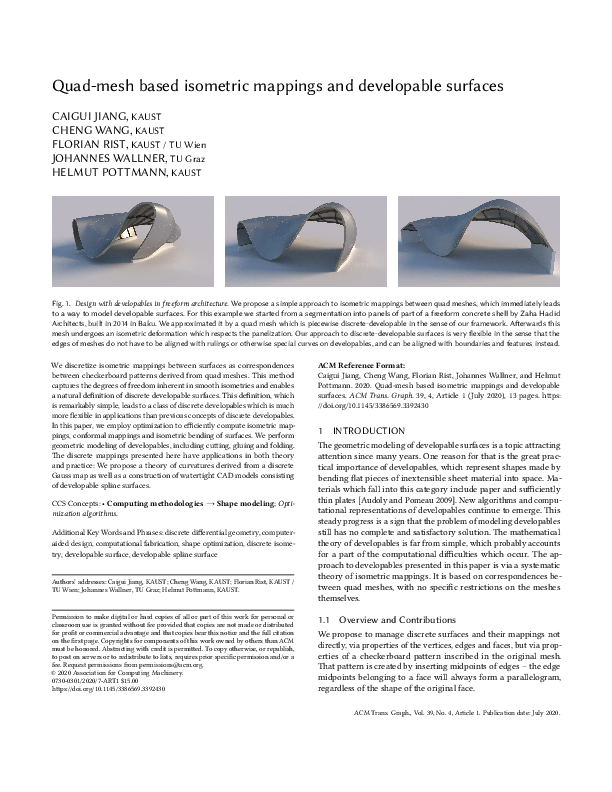 Quad-mesh based isometric mappings and developable surfaces
CAIGUI JIANG, KAUST
CHENG WANG, KAUST
FLORIAN RIST, KAUST / TU Wien
JOHANNES WALLNER, TU Graz
HELMUT POTTMANN, KAUST
Fig. 1. Design with developables in freeform architecture. We propose a simple approach to isometric mappings between quad meshes, which immediately leads
to a way to model developable surfaces. For this example we started from a segmentation into panels of part of a freeform concrete shell by Zaha Hadid
Architects, built in 2014 in Baku. We approximated it by a quad mesh which is piecewise discrete-developable in the sense of our framework. Afterwards this
mesh undergoes an isometric deformation which respects the panelization. Our approach to discrete-developable surfaces is very flexible in the sense that the
edges of meshes do not have to be aligned with rulings or otherwise special curves on developables, and can be aligned with boundaries and features instead.
We discretize isometric mappings between surfaces as correspondences
between checkerboard patterns derived from quad meshes. This method
captures the degrees of freedom inherent in smooth isometries and enables
a natural definition of discrete developable surfaces. This definition, which
is remarkably simple, leads to a class of discrete developables which is much
more flexible in applications than previous concepts of discrete developables.
In this paper, we employ optimization to efficiently compute isometric map-
pings, conformal mappings and isometric bending of surfaces. We perform
geometric modeling of developables, including cutting, gluing and folding.
The discrete mappings presented here have applications in both theory
and practice: We propose a theory of curvatures derived from a discrete
Gauss map as well as a construction of watertight CAD models consisting
of developable spline surfaces.
CCS Concepts: • Computing methodologies → Shape modeling; Opti-
mization algorithms.
Additional Key Words and Phrases: discrete differential geometry, computer-
aided design, computational fabrication, shape optimization, discrete isome-
try, developable surface, developable spline surface
Authors' addresses: Caigui Jiang, KAUST; Cheng Wang, KAUST; Florian Rist, KAUST /
TU Wien; Johannes Wallner, TU Graz; Helmut Pottmann, KAUST.
Permission to make digital or hard copies of all or part of this work for personal or
classroom use is granted without fee provided that copies are not made or distributed
for profit or commercial advantage and that copies bear this notice and the full citation
on the first page. Copyrights for components of this work owned by others than ACM
must be honored. Abstracting with credit is permitted. To copy otherwise, or republish,
to post on servers or to redistribute to lists, requires prior specific permission and/or a
fee. Request permissions from permissions@acm.org.
© 2020 Association for Computing Machinery.
0730-0301/2020/7-ART1 $15.00
https://doi.org/10.1145/3386569.3392430
ACM Reference Format:
Caigui Jiang, Cheng Wang, Florian Rist, Johannes Wallner, and Helmut
Pottmann. 2020. Quad-mesh based isometric mappings and developable
surfaces. ACM Trans. Graph. 39, 4, Article 1 (July 2020), 13 pages. https:
//doi.org/10.1145/3386569.3392430
1 INTRODUCTION
The geometric modeling of developable surfaces is a topic attracting
attention since many years. One reason for that is the great prac-
tical importance of developables, which represent shapes made by
bending flat pieces of inextensible sheet material into space. Ma-
terials which fall into this category include paper and sufficiently
thin plates [Audoly and Pomeau 2009]. New algorithms and compu-
tational representations of developables continue to emerge. This
steady progress is a sign that the problem of modeling developables
still has no complete and satisfactory solution. The mathematical
theory of developables is far from simple, which probably accounts
for a part of the computational difficulties which occur. The ap-
proach to developables presented in this paper is via a systematic
theory of isometric mappings. It is based on correspondences be-
tween quad meshes, with no specific restrictions on the meshes
themselves.
1.1 Overview and Contributions
We propose to manage discrete surfaces and their mappings not
directly, via properties of the vertices, edges and faces, but via prop-
erties of a checkerboard pattern inscribed in the original mesh.
That pattern is created by inserting midpoints of edges – the edge
midpoints belonging to a face will always form a parallelogram,
regardless of the shape of the original face.
ACM Trans. Graph., Vol. 39, No. 4, Article 1. Publication date: July 2020.